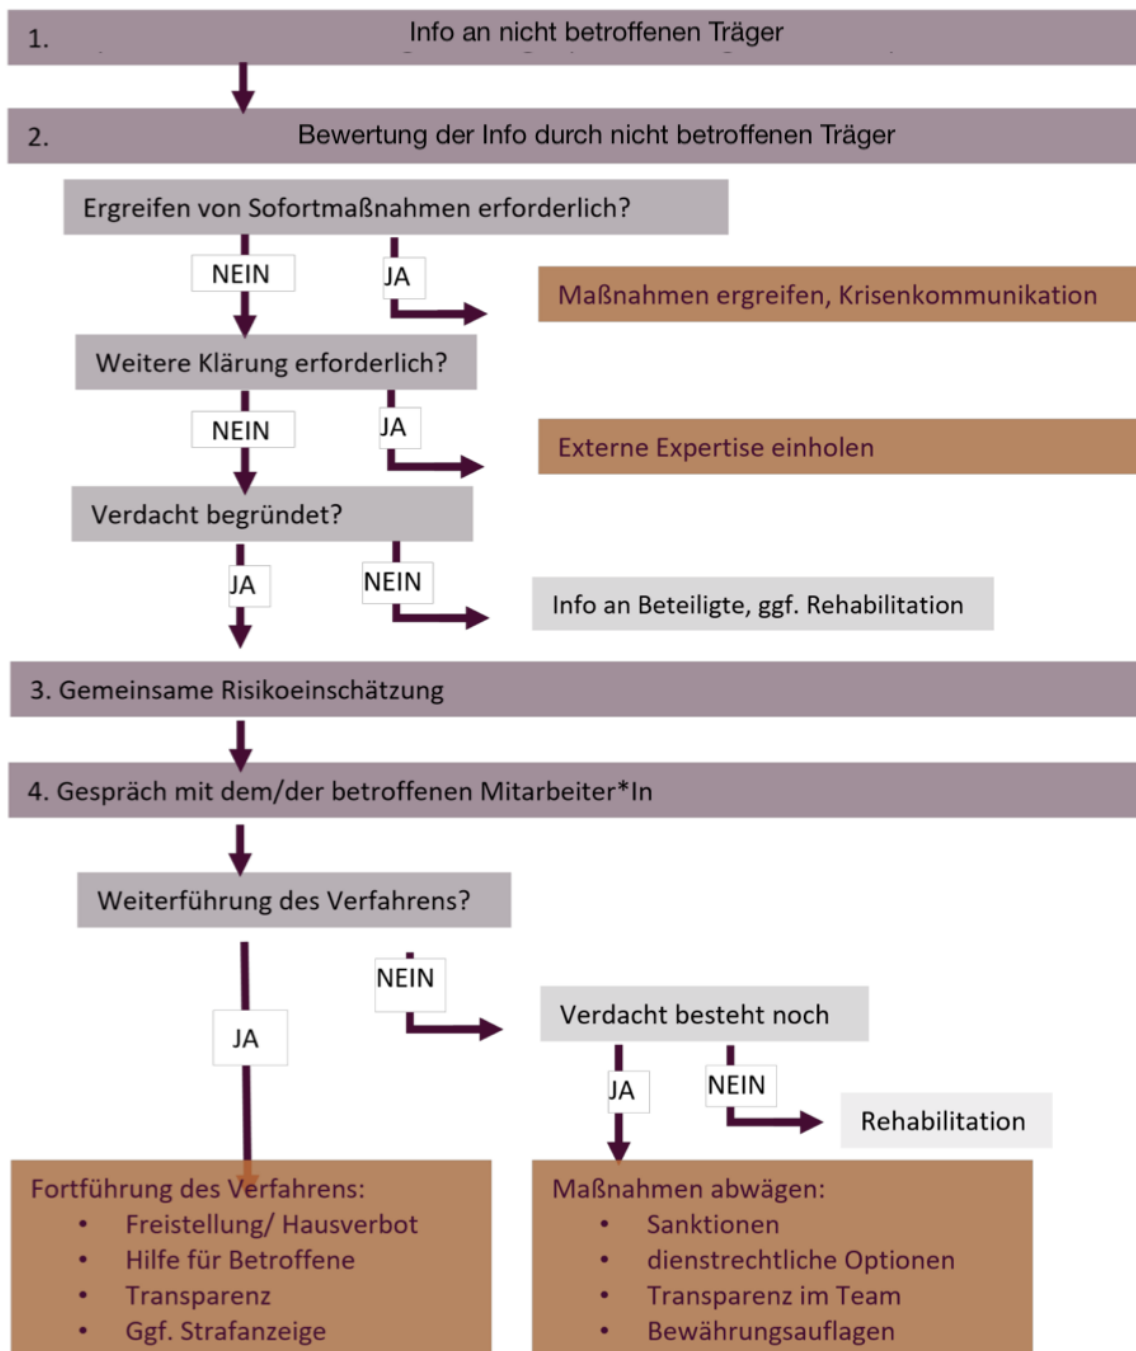 1. Info an nicht betroffenen Träger
2. Bewertung der Info durch nicht betroffenen Träger
Ergreifen von Sofortmaßnahmen erforderlich?
NEIN
JA
Maßnahmen ergreifen, Krisenkommunikation
Weitere Klärung erforderlich?
NEIN
JA
Externe Expertise einholen
Verdacht begründet?
JA
NEIN
Info an Beteiligte, ggf. Rehabilitation
3. Gemeinsame Risikoeinschätzung
4. Gespräch mit dem/der betroffenen Mitarbeiter*In
Weiterführung des Verfahrens?
JA
NEIN
Verdacht besteht noch
JA
NEIN
Rehabilitation
Fortführung des Verfahrens:
• Freistellung/ Hausverbot
• Hilfe für Betroffene
• Transparenz
• Ggf. Strafanzeige
Maßnahmen abwägen:
• Sanktionen
• dienstrechtliche Optionen
• Transparenz im Team
• Bewährungsauflagen